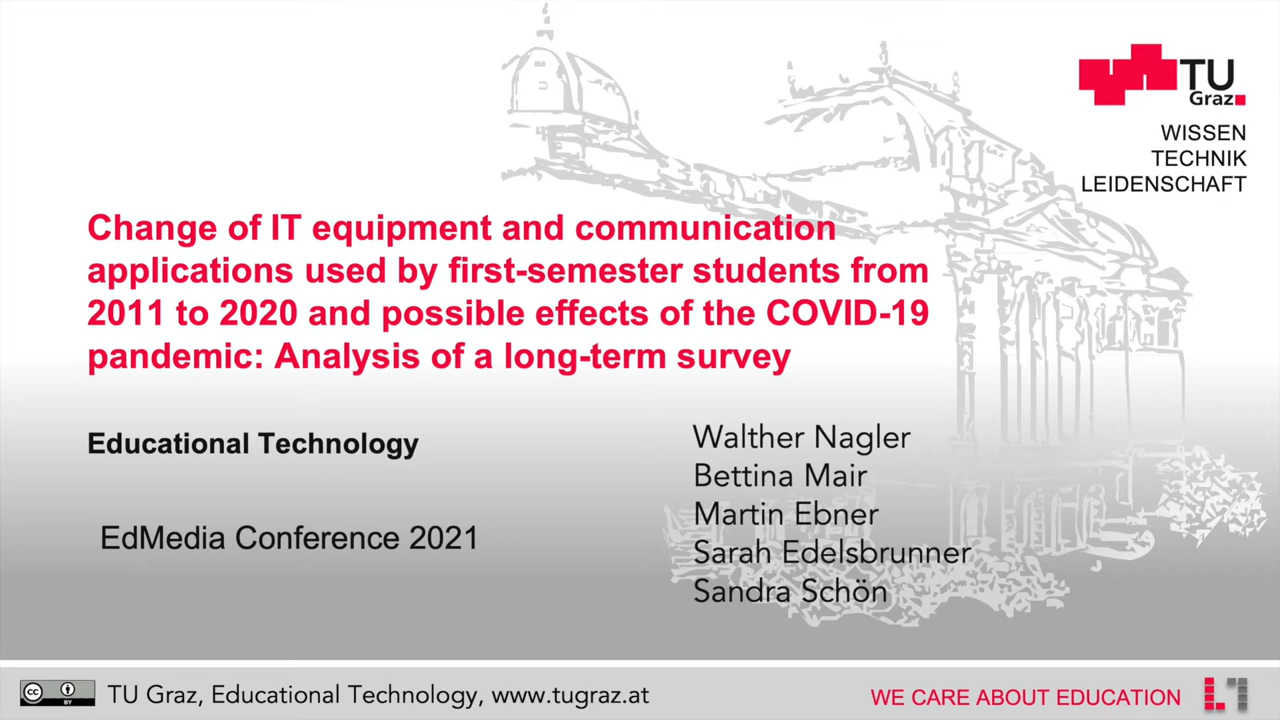 TU
Graz
WISSEN
TECHNIK
LEIDENSCHAFT
Change of IT equipment and communication
applications used by first-semester students from
2011 to 2020 and possible effects of the COVID-19
pandemic: Analysis of a long-term survey
Educational Technology
EdMedia Conference 2021
Walther Nagler
Bettina Mair
Martin Ebner
Sarah Edelsbrunner
Sandra Schön
cc BY
TU Graz, Educational Technology, www.tugraz.at
WE CARE ABOUT EDUCATION